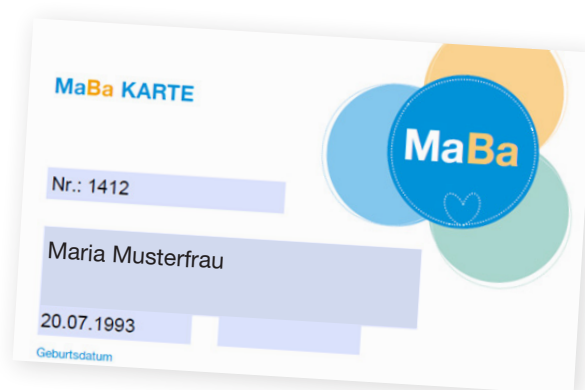 MaBa KARTE
MaBa
Nr.: 1412
Maria Musterfrau
20.07.1993
Geburtsdatum